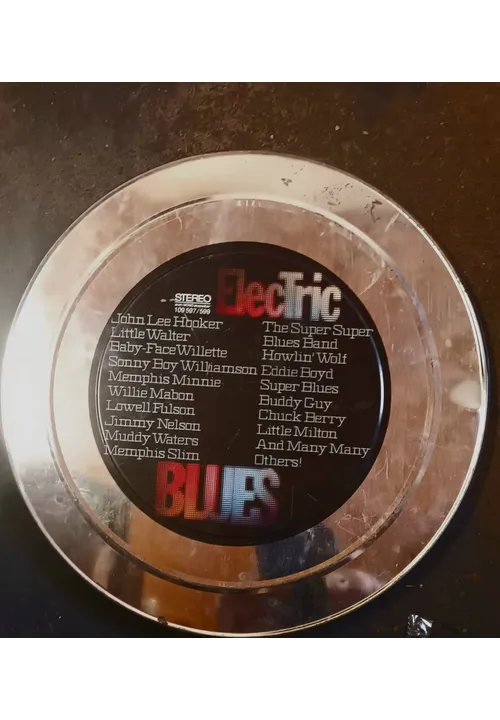 STEREO
109 597/599
ElecTric
John Lee Hooker
Little Walter
Baby-Face Willette
Sonny Boy Williamson
Memphis Minnie
Willie Mabon
Lowell Fulson
Jimmy Nelson
Muddy Waters
Memphis Slim
The Super Super
Blues Band
Howlin' Wolf
Eddie Boyd
Super Blues
Buddy Guy
Chuck Berry
Little Milton
And Many Many
Others!
BLUES